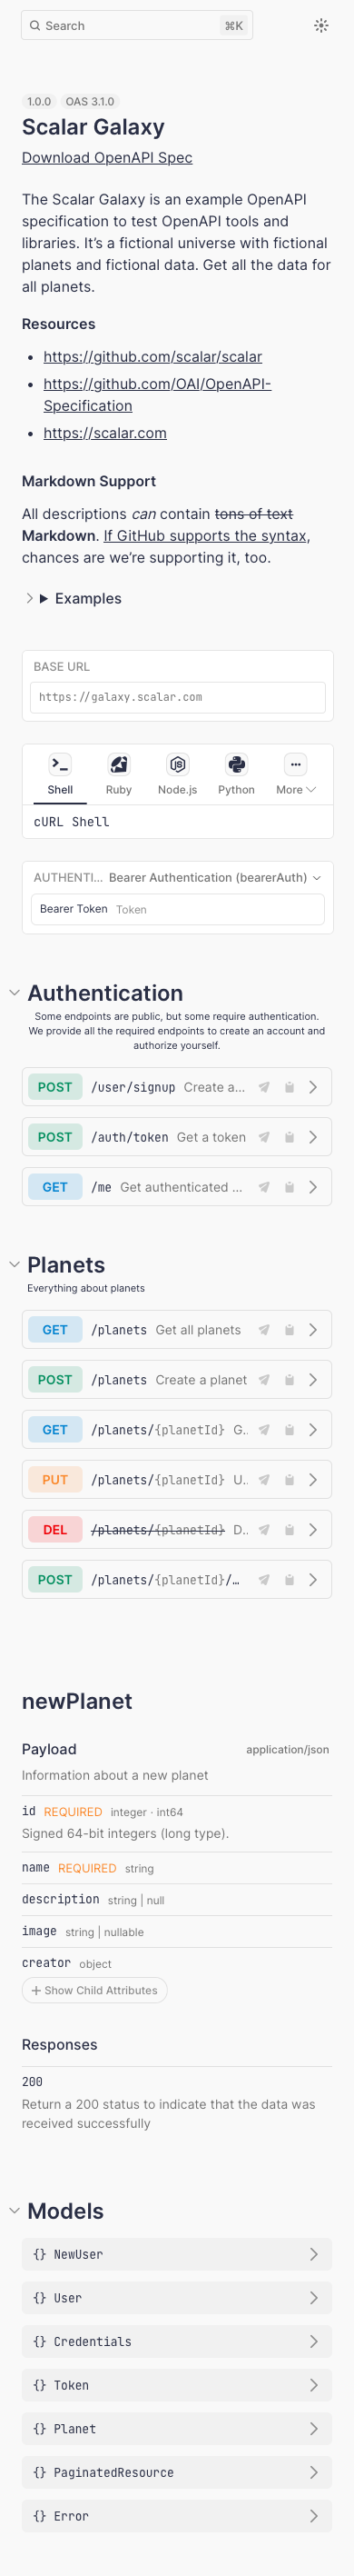 Search ⌘K
1.0.0 OAS 3.1.0
Scalar Galaxy
Download OpenAPI Spec
The Scalar Galaxy is an example OpenAPI
specification to test OpenAPI tools and
libraries. It’s a fictional universe with fictional
planets and fictional data. Get all the data for
all planets.
Resources
• https://github.com/scalar/scalar
• https://github.com/OAI/OpenAPI-
Specification
• https://scalar.com
Markdown Support
All descriptions can contain tons of text
Markdown. If GitHub supports the syntax,
chances are we’re supporting it, too.
Examples
BASE URL
https://galaxy.scalar.com
Shell Ruby Node.js Python More
cURL Shell
AUTHENTI... Bearer Authentication (bearerAuth)
Bearer Token Token
Authentication
Some endpoints are public, but some require authentication.
We provide all the required endpoints to create an account and
authorize yourself.
POST /user/signup Create a...
POST /auth/token Get a token
GET /me Get authenticated ...
Planets
Everything about planets
GET /planets Get all planets
POST /planets Create a planet
GET /planets/{planetId} G..
PUT /planets/{planetId} U..
DEL /planets/{planetId} D..
POST /planets/{planetId}/…
newPlanet
Payload application/json
Information about a new planet
id REQUIRED integer · int64
Signed 64-bit integers (long type).
name REQUIRED string
description string | null
image string | nullable
creator object
+ Show Child Attributes
Responses
200
Return a 200 status to indicate that the data was
received successfully
Models
{} NewUser
{} User
{} Credentials
{} Token
{} Planet
{} PaginatedResource
{} Error